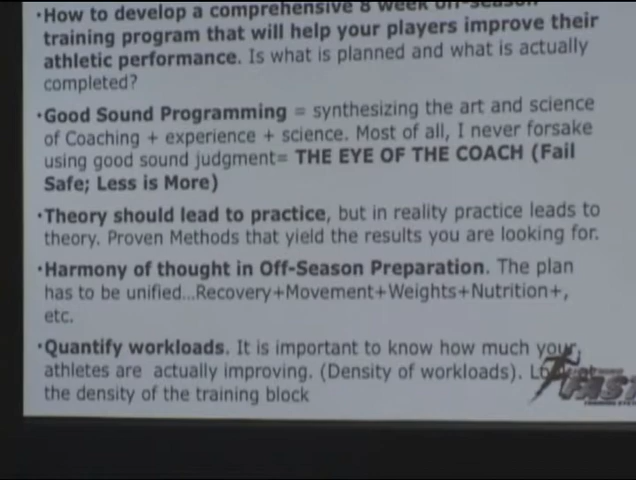 ·How to develop a comprehensive 8 week off-season
training program that will help your players improve their
athletic performance. Is what is planned and what is actually
completed?
·Good Sound Programming = synthesizing the art and science
of Coaching + experience + science. Most of all, I never forsake
using good sound judgment= THE EYE OF THE COACH (Fail
Safe; Less is More)
·Theory should lead to practice, but in reality practice leads to
theory. Proven Methods that yield the results you are looking for.
·Harmony of thought in Off-Season Preparation. The plan
has to be unified...Recovery+Movement+Weights+Nutrition+,
etc.
·Quantify workloads. It is important to know how much your
athletes are  actually improving. (Density of workloads).
the density of the training block
FAST